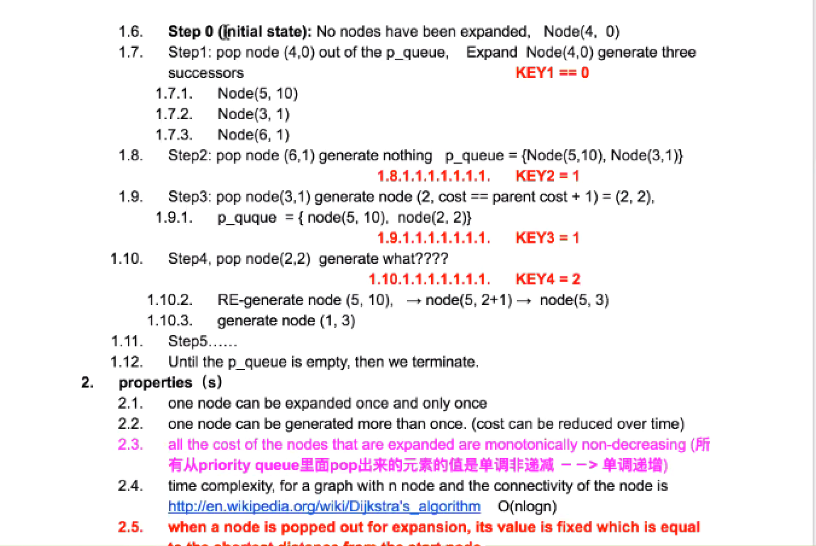 1.6. Step 0 (Initial state): No nodes have been expanded, Node(4, 0)
1.7. Step1: pop node (4,0) out of the p_queue, Expand Node(4,0) generate three
successors KEY1 == 0
1.7.1. Node(5, 10)
1.7.2. Node(3, 1)
1.7.3. Node(6, 1)
1.8. Step2: pop node (6,1) generate nothing p_queue = {Node(5,10), Node(3,1)}
1.8.1.1.1.1.1.1.1. KEY2 = 1
1.9. Step3: pop node(3,1) generate node (2, cost == parent cost + 1) = (2, 2),
1.9.1. p_quque = { node(5, 10), node(2, 2)}
1.9.1.1.1.1.1.1.1. KEY3 = 1
1.10. Step4, pop node(2,2) generate what????
1.10.1.1.1.1.1.1.1. KEY4 = 2
1.10.2. RE-generate node (5, 10), → node(5, 2+1) → node(5, 3)
1.10.3. generate node (1, 3)
1.11. Step5……
1.12. Until the p_queue is empty, then we terminate.
2. properties（s）
2.1. one node can be expanded once and only once
2.2. one node can be generated more than once. (cost can be reduced over time)
2.3. all the cost of the nodes that are expanded are monotonically non-decreasing (所
有从priority queue里面pop出来的元素的值是单调非递减 －－> 单调递增)
2.4. time complexity, for a graph with n node and the connectivity of the node is
http://en.wikipedia.org/wiki/Dijkstra's_algorithm O(nlogn)
2.5. when a node is popped out for expansion, its value is fixed which is equal
to the shortest distance from the start node.